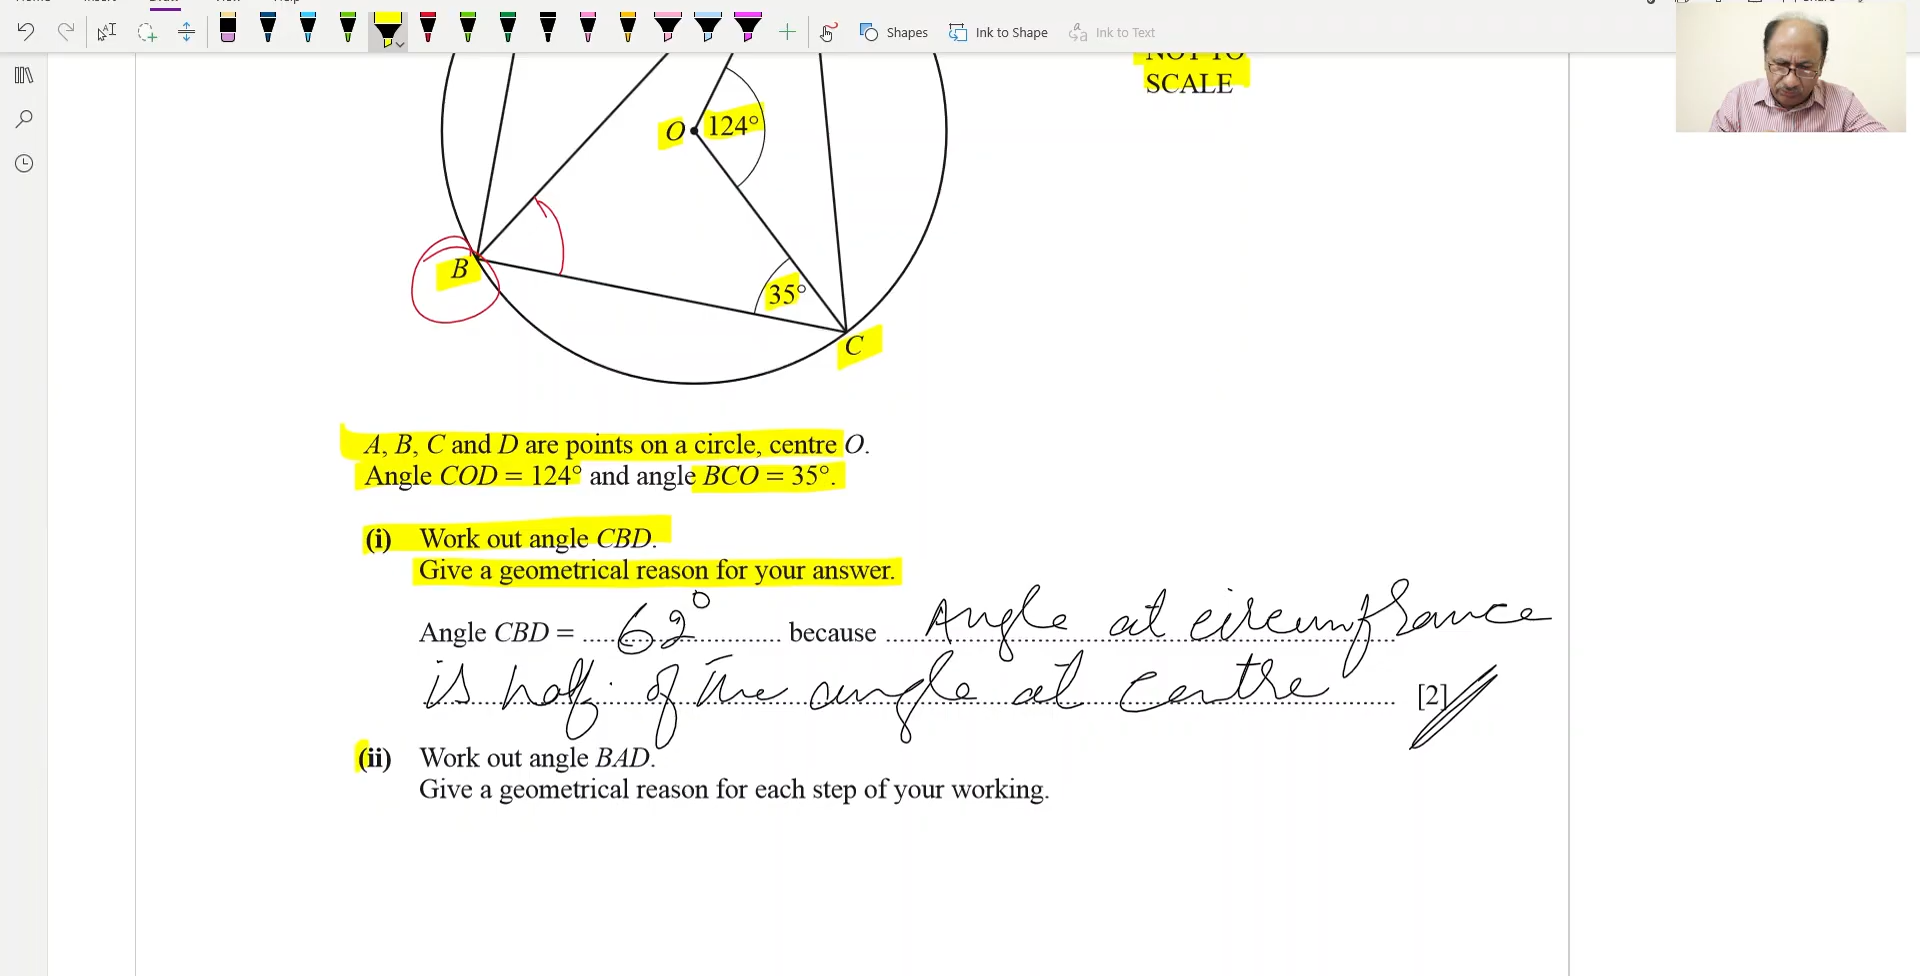 Shapes Ink to Shape Ink to Text
NOT TO
SCALE
O 124°
B
35°
C
A, B, C and D are points on a circle, centre O.
Angle COD = 124° and angle BCO = 35°.
(i) Work out angle CBD.
Give a geometrical reason for your answer.
Angle CBD = 62° because Angle at circumfrance
is half of the angle at centre [2]
(ii) Work out angle BAD.
Give a geometrical reason for each step of your working.